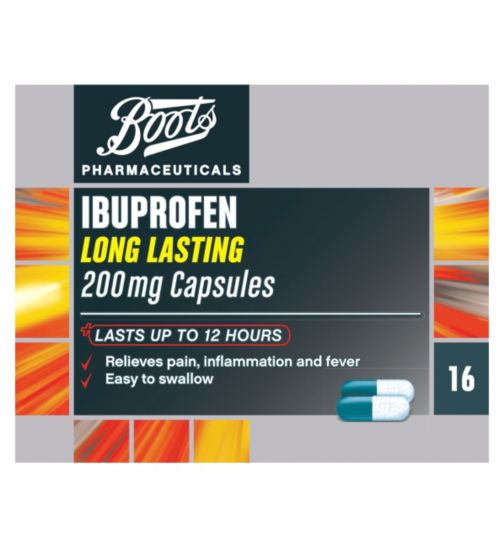 Boots
PHARMACEUTICALS
IBUPROFEN
LONG LASTING
200mg Capsules
LASTS UP TO 12 HOURS
Relieves pain, inflammation and fever
Easy to swallow
16